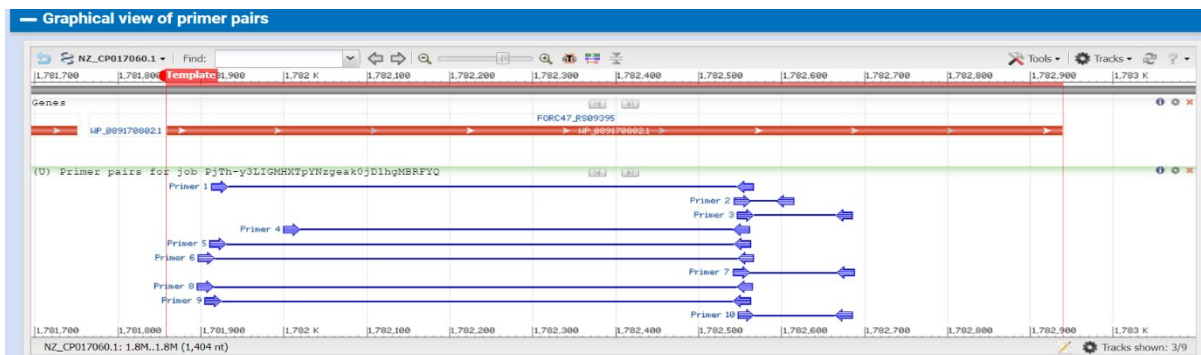 Graphical view of primer pairs
NZ_CP017060.1 Find: Tools Tracks ?
1,781,700 1,781,800 Template 1,900 1,782 K 1,782,100 1,782,200 1,782,300 1,782,400 1,782,500 1,782,600 1,782,700 1,782,800 1,782,900 1,783 K
Genes
FORC47_RS09395
WP_089170802.1 WP_089170802.1
(U) Primer pairs for job PjTh-y3LIGMHXTpYNzgeak0jDlhgMBRFYQ
Primer 1
Primer 2
Primer 3
Primer 4
Primer 5
Primer 6
Primer 7
Primer 8
Primer 9
Primer 10
1,781,700 1,781,800 1,781,900 1,782 K 1,782,100 1,782,200 1,782,300 1,782,400 1,782,500 1,782,600 1,782,700 1,782,800 1,782,900 1,783 K
NZ_CP017060.1: 1.8M..1.8M (1,404 nt) Tracks shown: 3/9